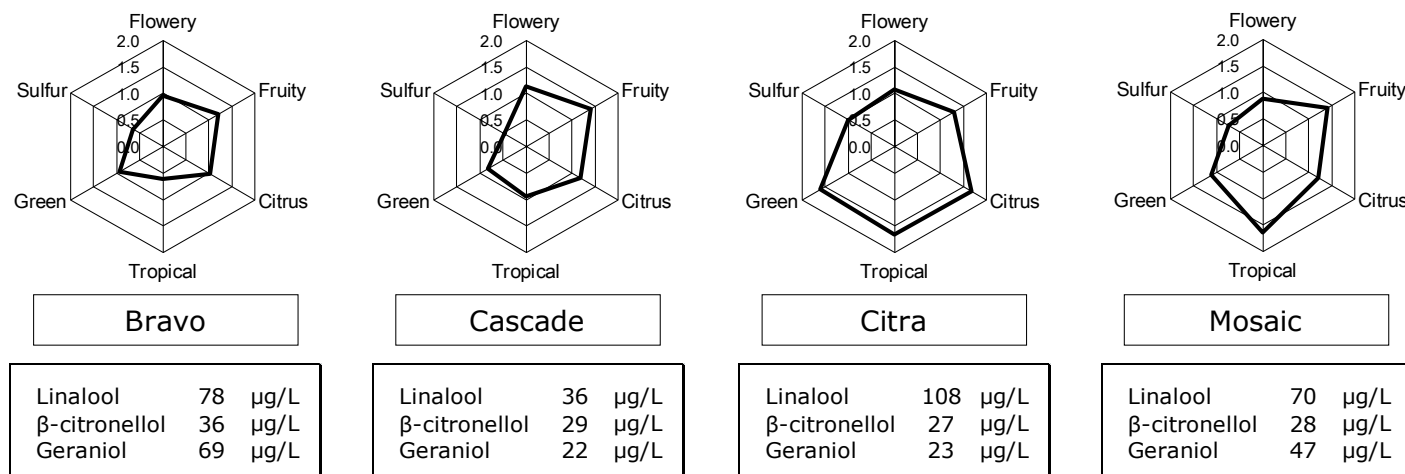 Flowery
2.0
1.5
1.0
0.5
0.0
Sulfur
Fruity
Green
Citrus
Tropical
Bravo
Linalool 78 µg/L
β-citronellol 36 µg/L
Geraniol 69 µg/L
Flowery
2.0
1.5
1.0
0.5
0.0
Sulfur
Fruity
Green
Citrus
Tropical
Cascade
Linalool 36 µg/L
β-citronellol 29 µg/L
Geraniol 22 µg/L
Flowery
2.0
1.5
1.0
0.5
0.0
Sulfur
Fruity
Green
Citrus
Tropical
Citra
Linalool 108 µg/L
β-citronellol 27 µg/L
Geraniol 23 µg/L
Flowery
2.0
1.5
1.0
0.5
0.0
Sulfur
Fruity
Green
Citrus
Tropical
Mosaic
Linalool 70 µg/L
β-citronellol 28 µg/L
Geraniol 47 µg/L